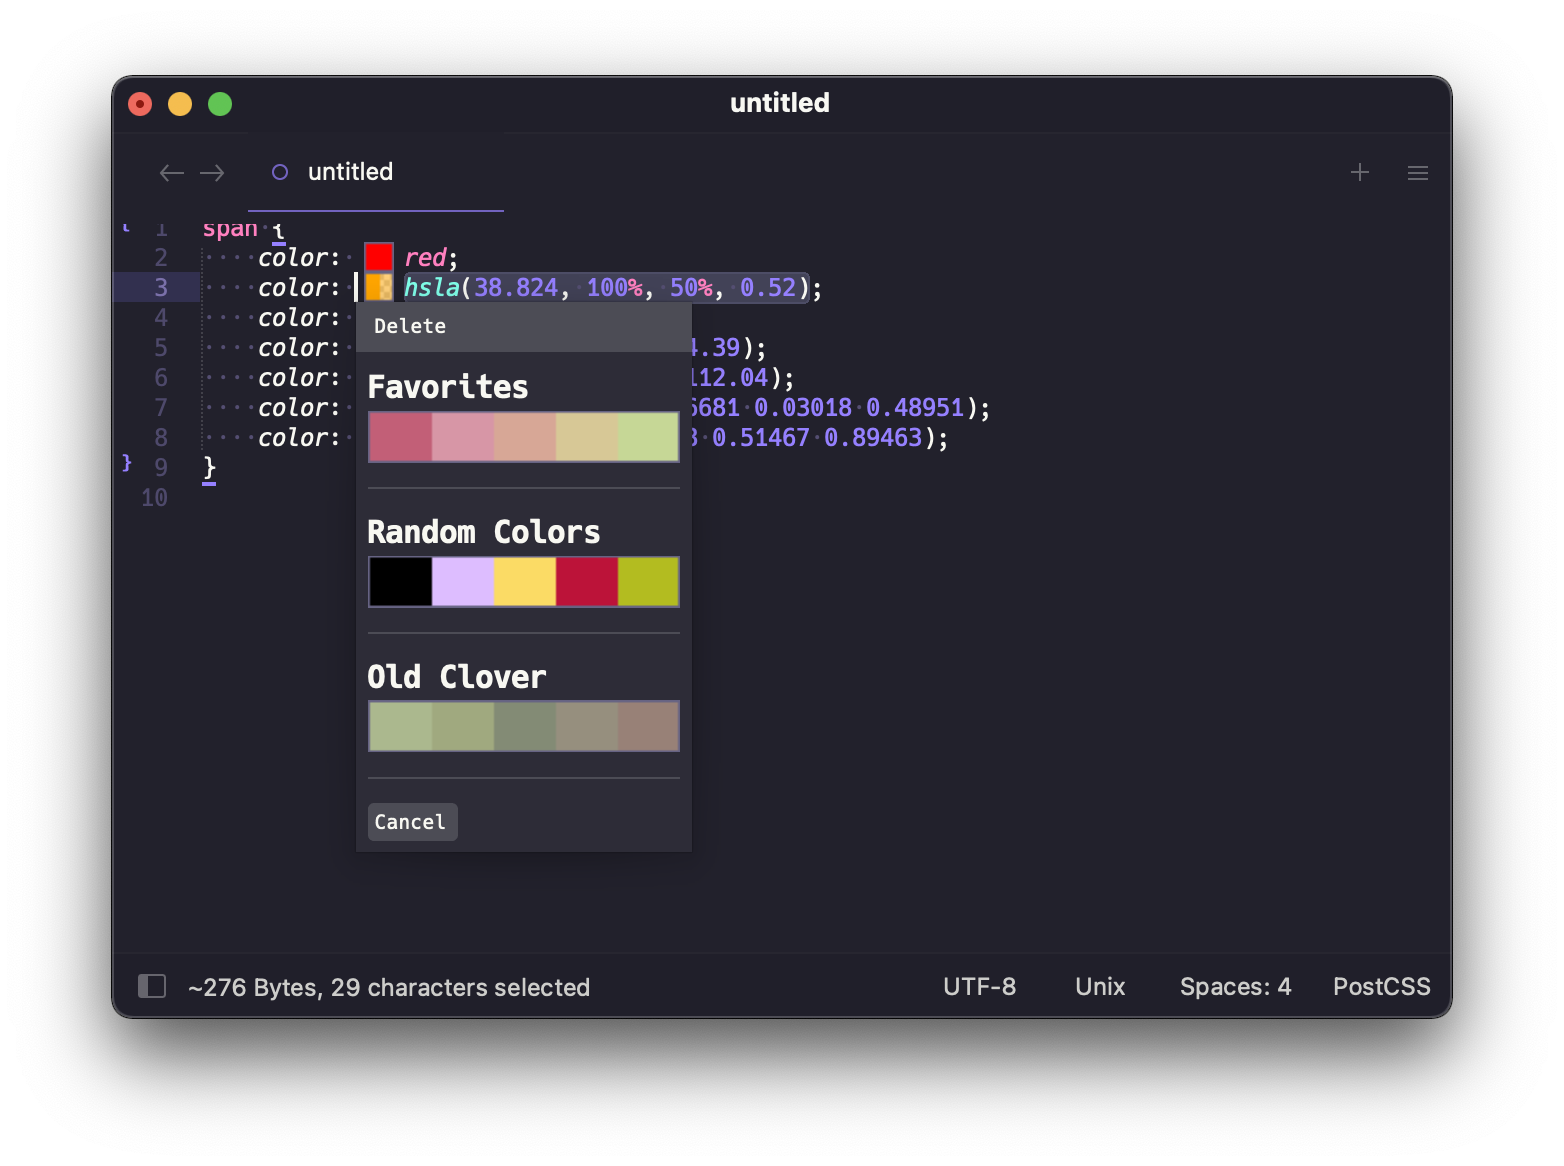 untitled
untitled
1 span {
2 color: red;
3 color: hsla(38.824, 100%, 50%, 0.52);
4 color:
5 color: .39);
6 color: 112.04);
7 color: 6681 0.03018 0.48951);
8 color: 0.51467 0.89463);
} 9 }
10
Delete
Favorites
Random Colors
Old Clover
Cancel
~276 Bytes, 29 characters selected UTF-8 Unix Spaces: 4 PostCSS